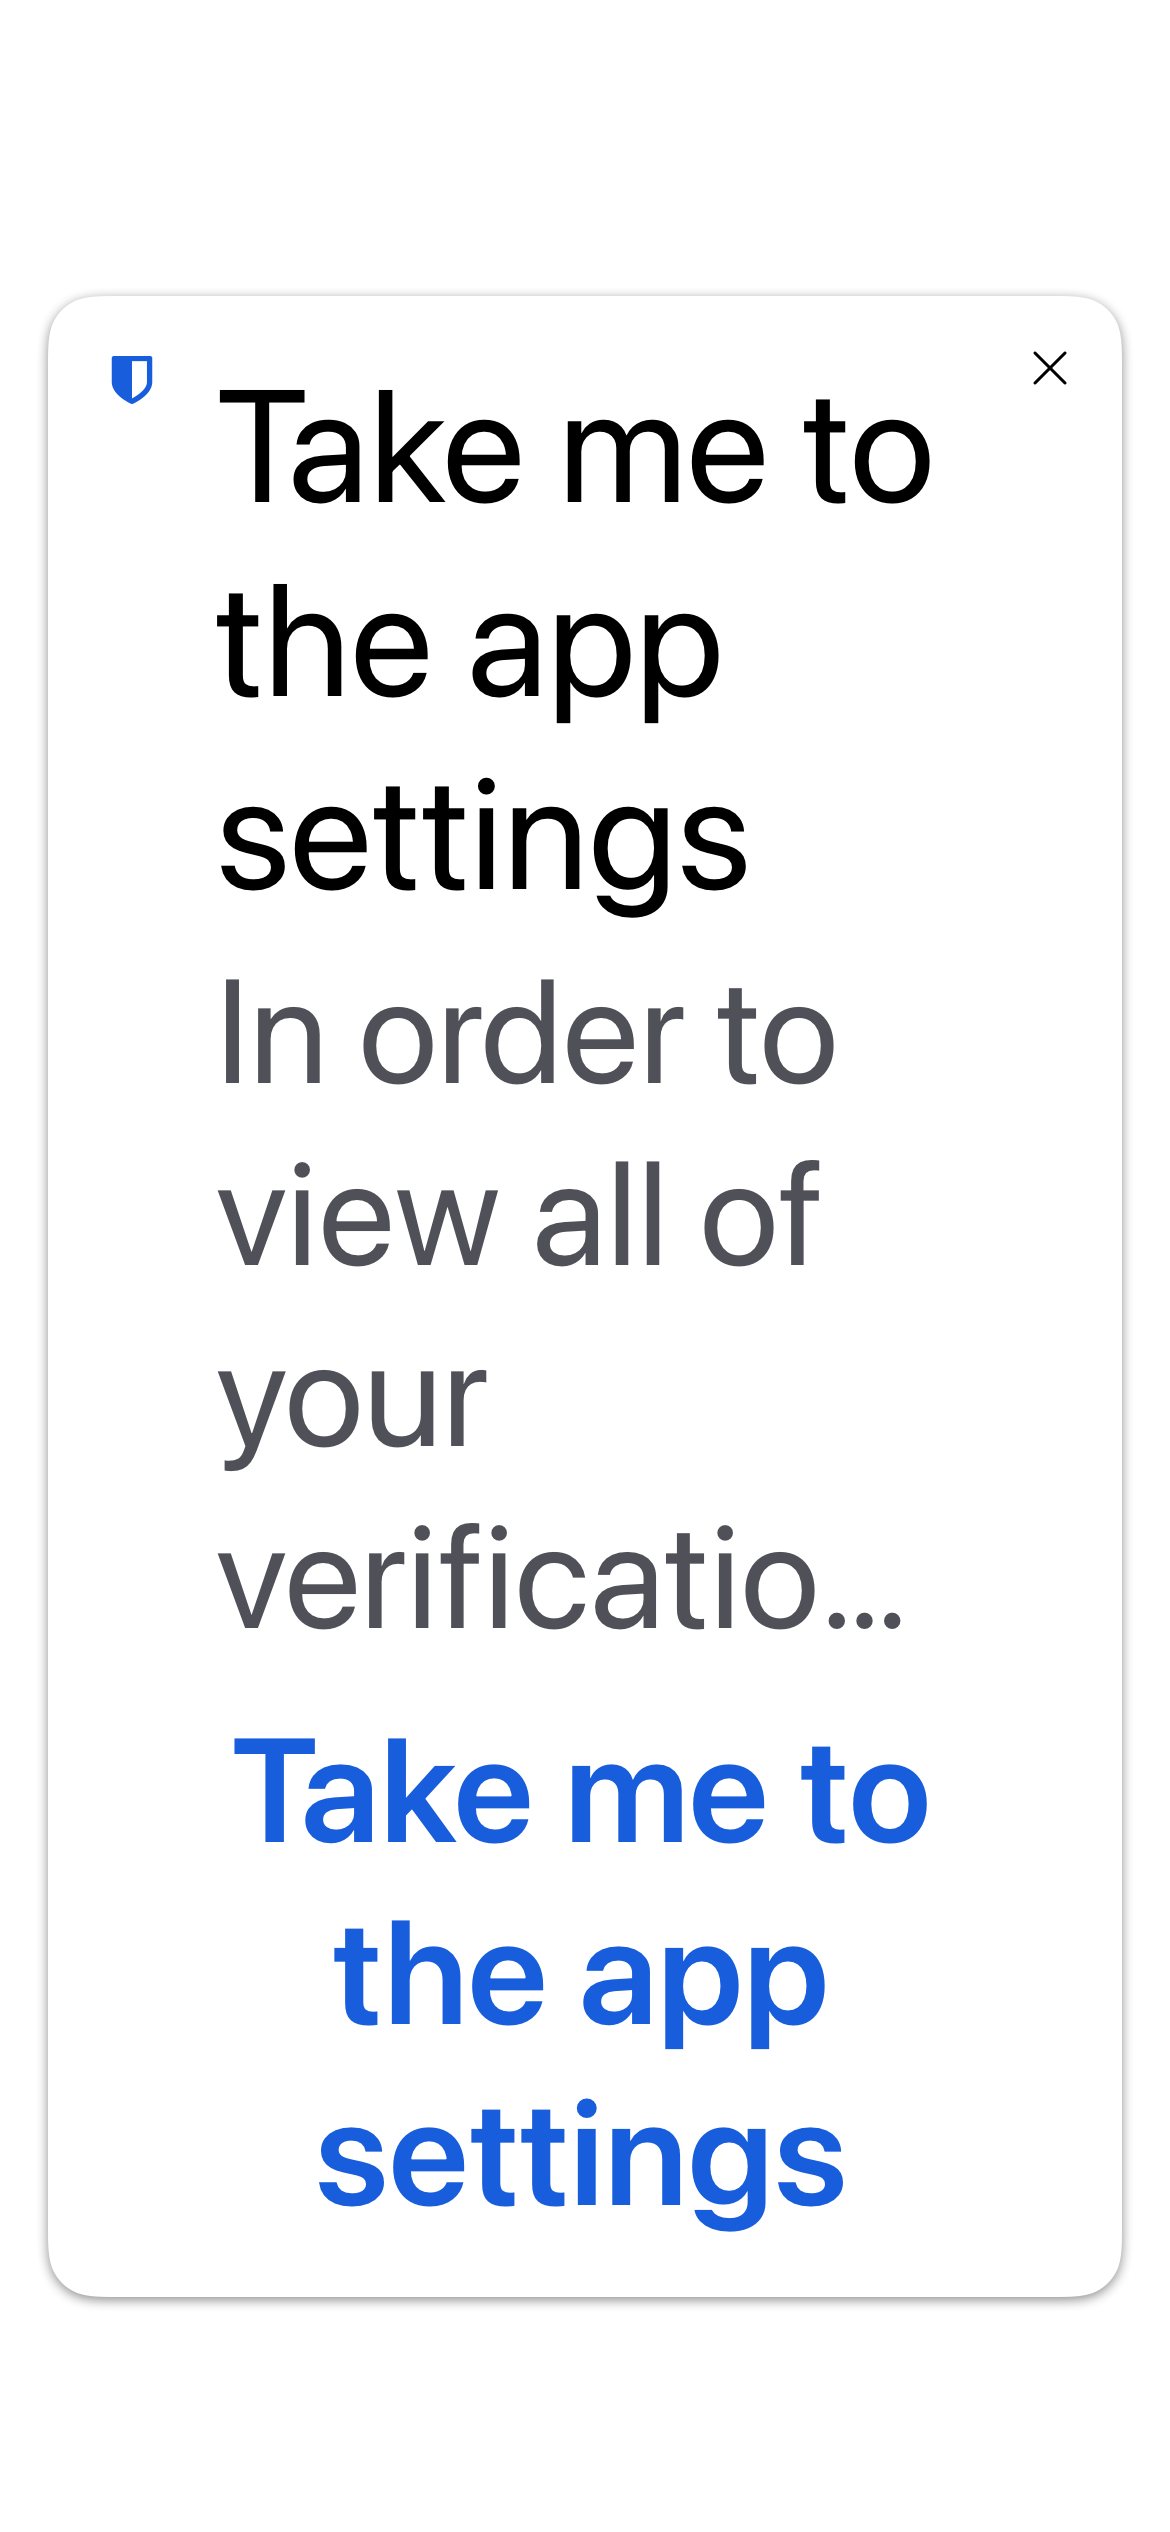 Take me to
the app
settings
In order to
view all of
your
verificatio...
Take me to
the app
settings